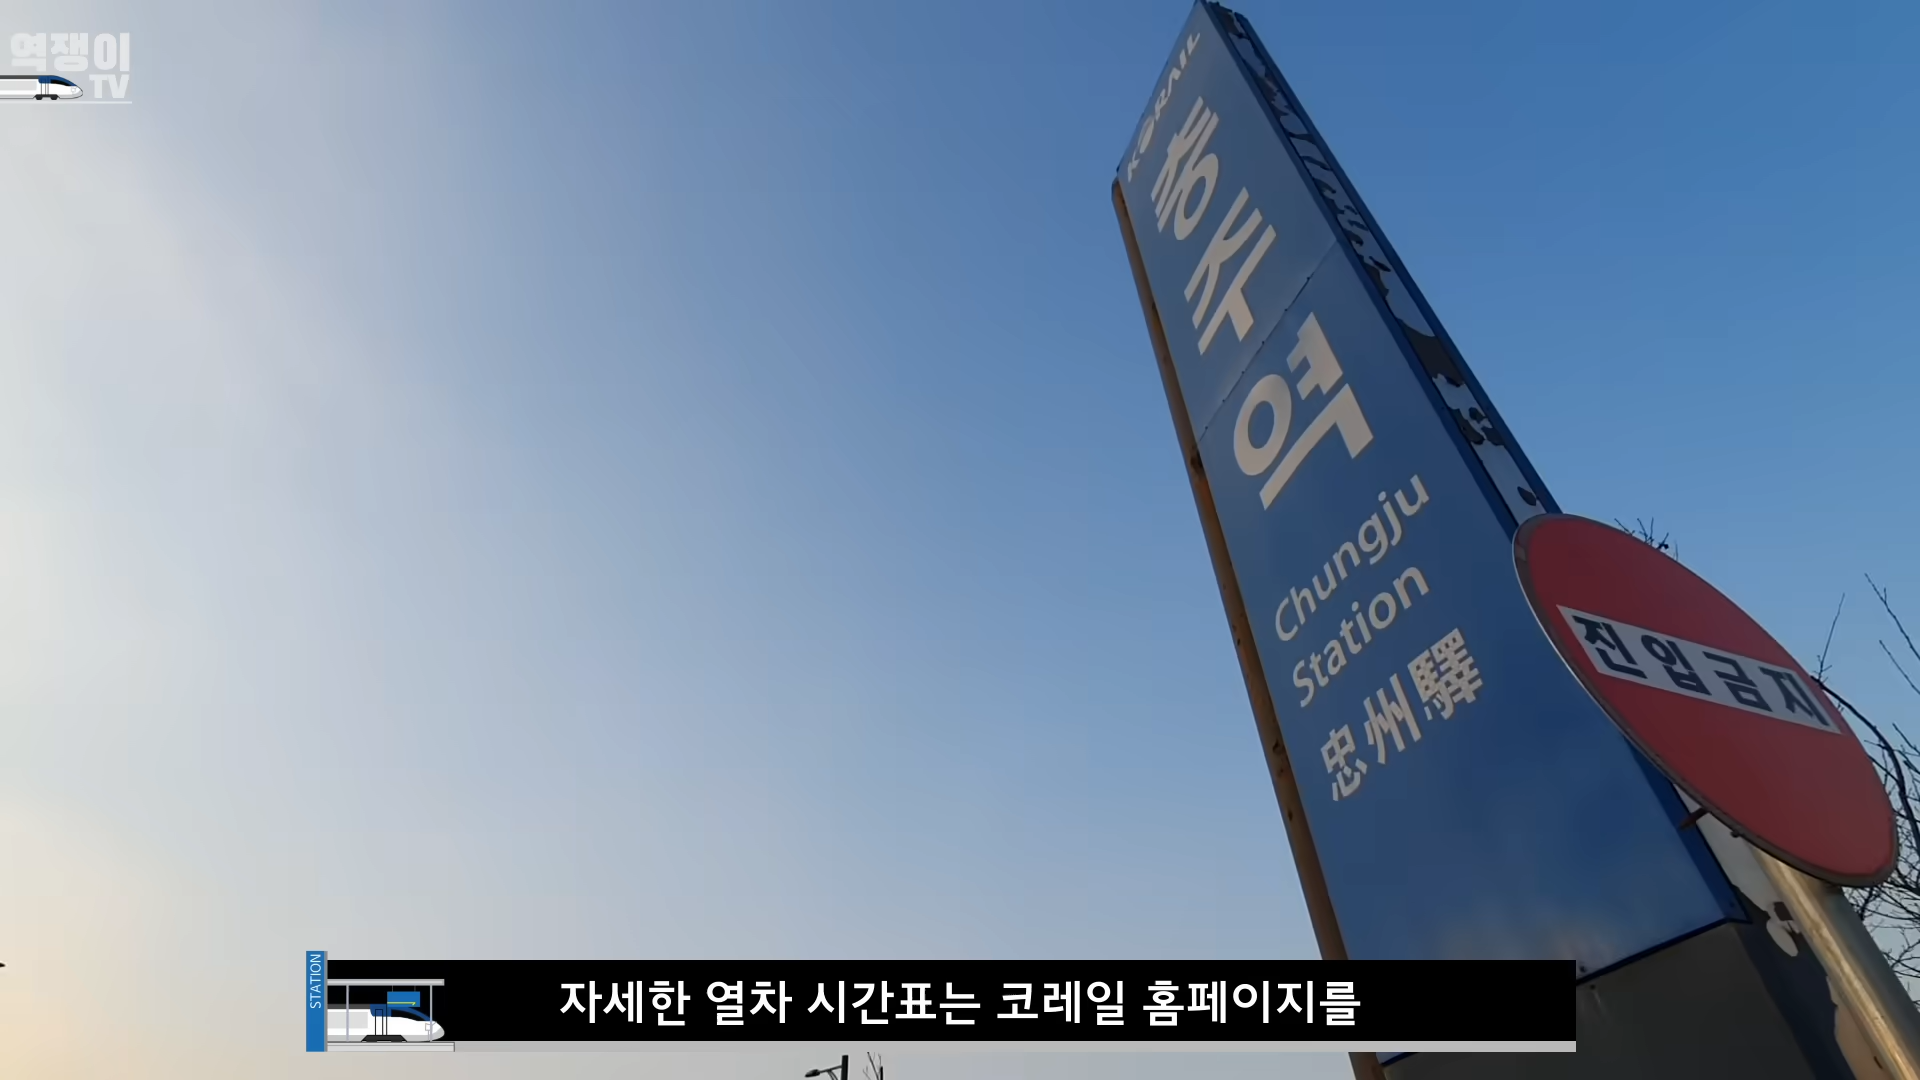 역쟁이
TV
KORAIL
충주역
Chungju
Station
忠州驛
진입금지
STATION
자세한 열차 시간표는 코레일 홈페이지를